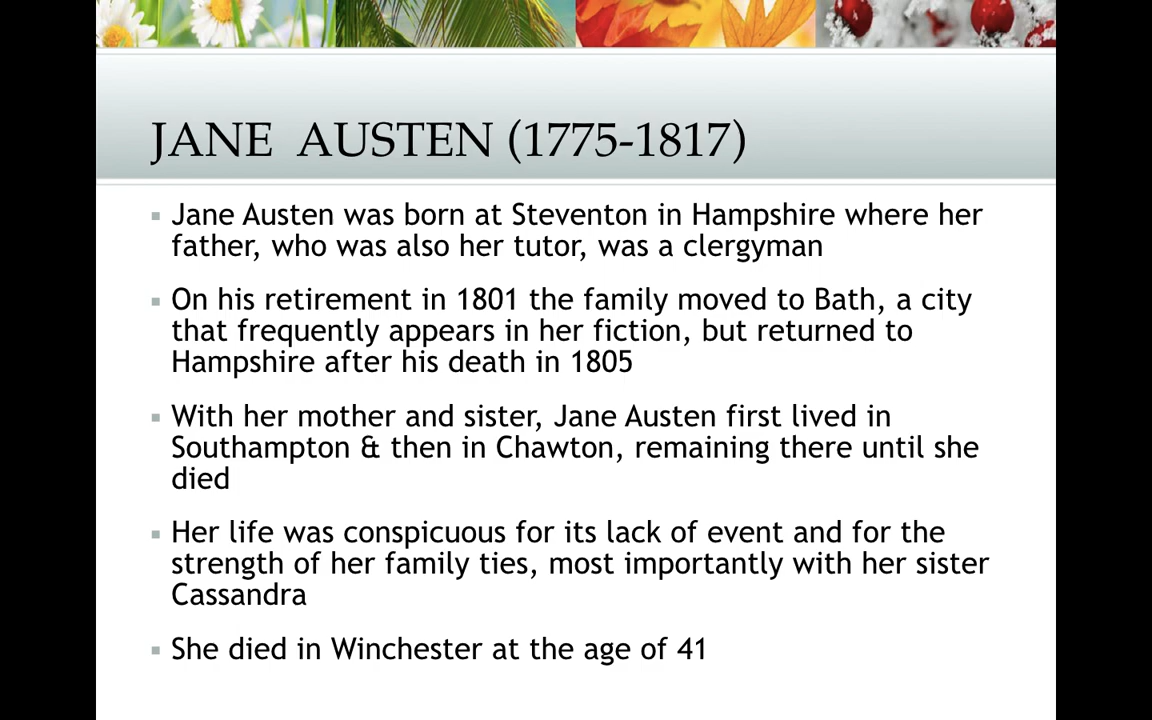 JANE AUSTEN (1775-1817)
Jane Austen was born at Steventon in Hampshire where her
father, who was also her tutor, was a clergyman
On his retirement in 1801 the family moved to Bath, a city
that frequently appears in her fiction, but returned to
Hampshire after his death in 1805
With her mother and sister, Jane Austen first lived in
Southampton & then in Chawton, remaining there until she
died
Her life was conspicuous for its lack of event and for the
strength of her family ties, most importantly with her sister
Cassandra
She died in Winchester at the age of 41